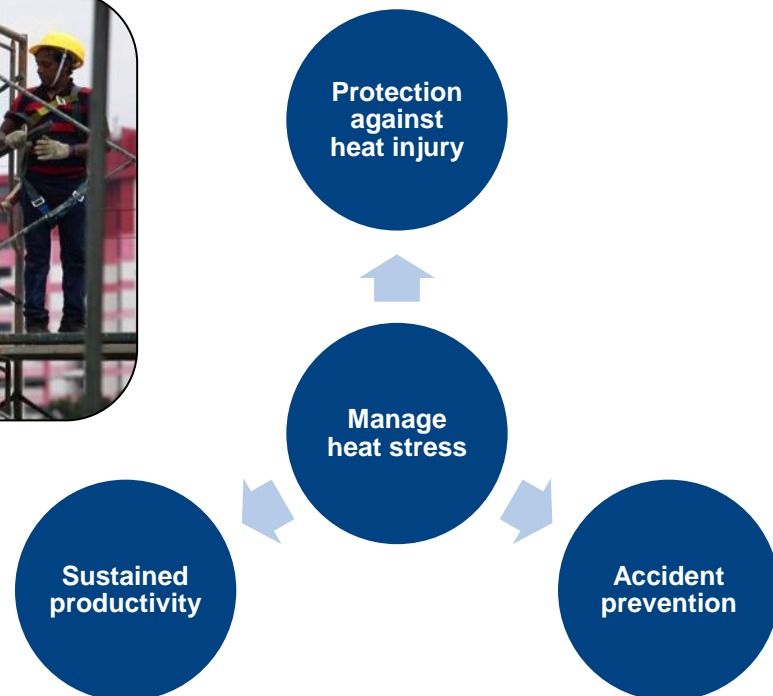 Protection
against
heat injury
Manage
heat stress
Sustained
productivity
Accident
prevention